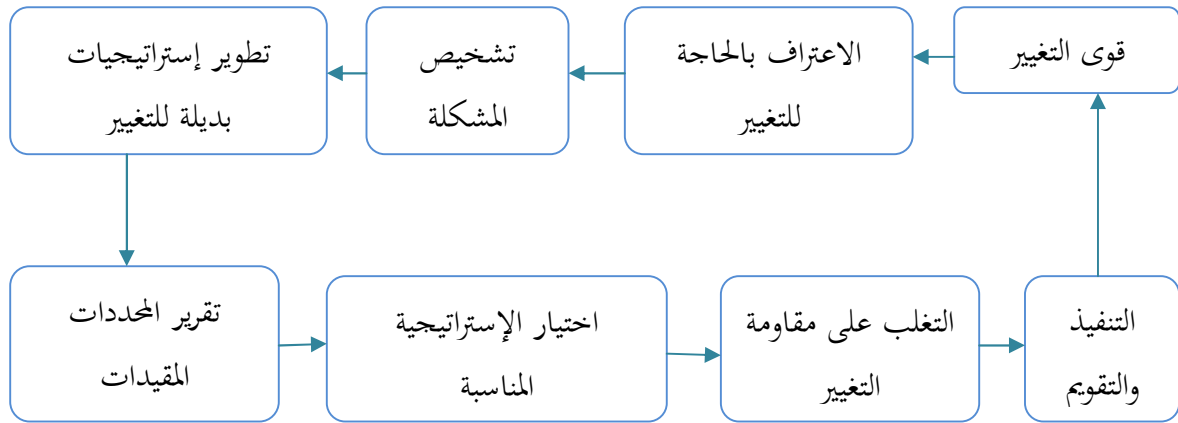 قوى التغيير
الاعتراف بالحاجة
للتغيير
تشخيص
المشكلة
تطوير إستراتيجيات
بديلة للتغيير
تقرير المحددات
المقيدات
اختيار الإستراتيجية
المناسبة
التغلب على مقاومة
التغيير
التنفيذ
والتقويم